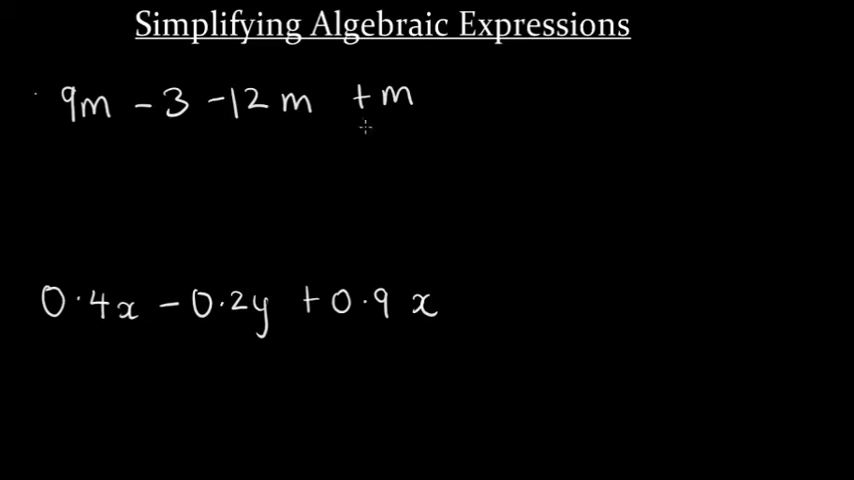 Simplifying Algebraic Expressions
9m - 3 - 12m + m
0.4x - 0.2y + 0.9x